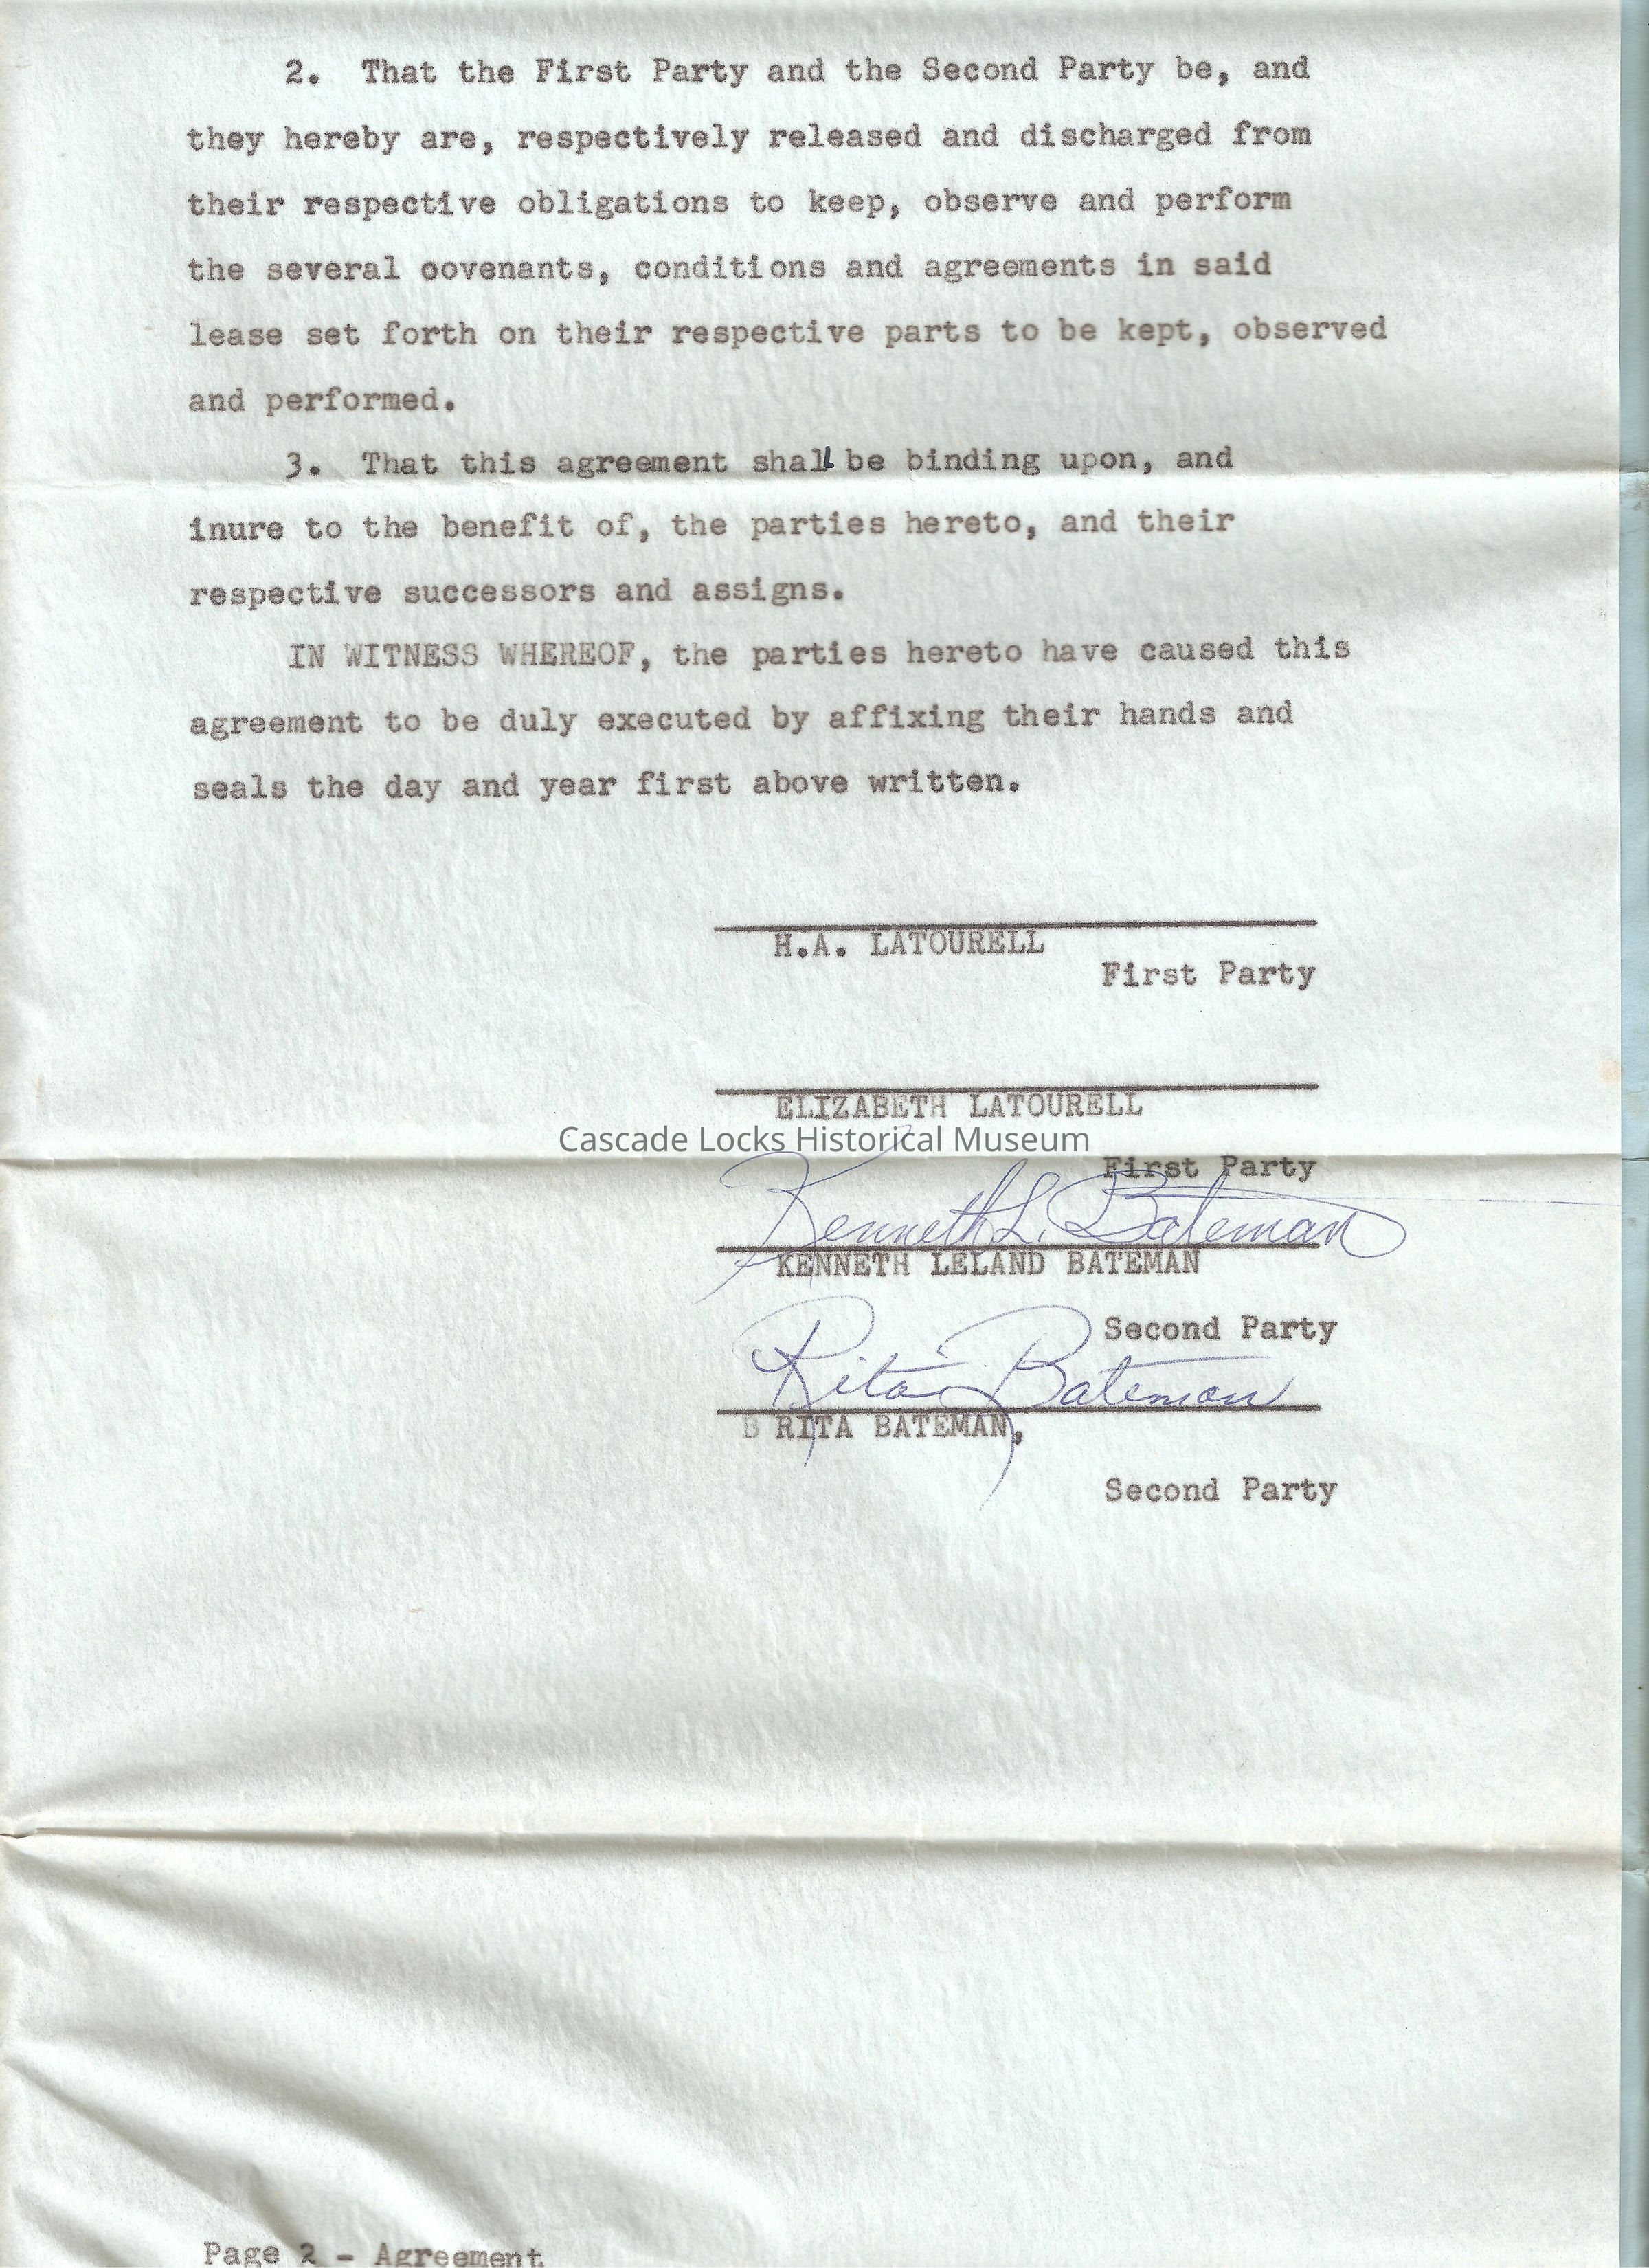 2. That the First Party and the Second Party be, and
they hereby are, respectively released and discharged from
their respective obligations to keep, observe and perform
the several oovenants, conditions and agreements in said
lease set forth on their respective parts to be kept, observed
and performed.
3. That this agreement shall be binding upon, and
inure to the benefit of, the parties hereto, and their
respective successors and assigns.
IN WITNESS WHEREOF, the parties hereto have caused this
agreement to be duly executed by affixing their hands and
seals the day and year first above written.
H.A. LATOURELL
First Party
ELIZABETH LATOURELL
Cascade Locks Historical Museum
First Party
Kenneth L. Bateman
KENNETH LELAND BATEMAN
Second Party
Rita Bateman
B RITA BATEMAN,
Second Party
Page 2 - Agreement